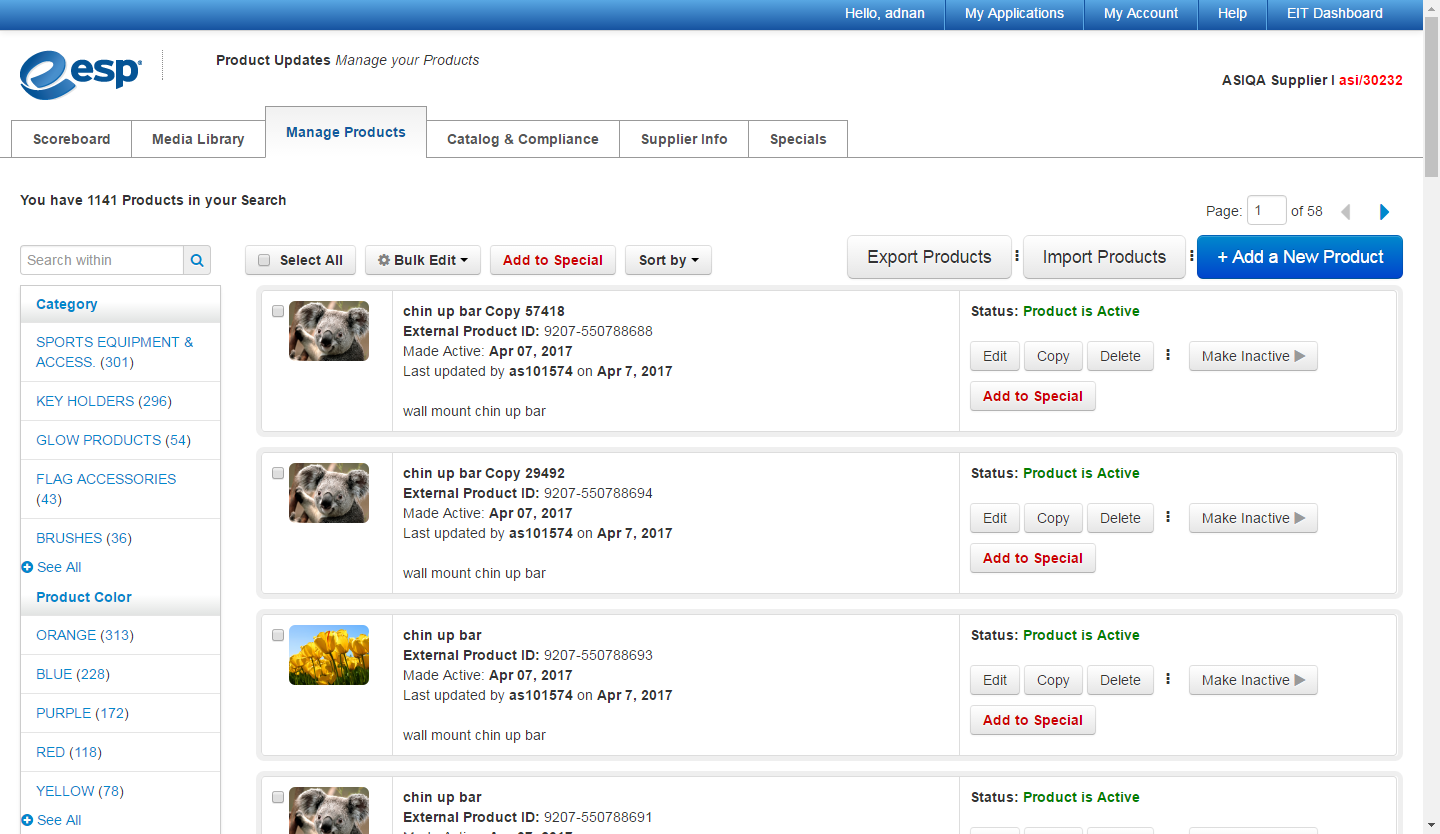 Hello, adnan My Applications My Account Help EIT Dashboard
esp
Product Updates Manage your Products
ASIQA Supplier I asi/30232
Scoreboard Media Library Manage Products Catalog & Compliance Supplier Info Specials
You have 1141 Products in your Search
Page: 1 of 58
Search within
Select All Bulk Edit Add to Special Sort by Export Products Import Products + Add a New Product
Category
SPORTS EQUIPMENT &
ACCESS. (301)
KEY HOLDERS (296)
GLOW PRODUCTS (54)
FLAG ACCESSORIES
(43)
BRUSHES (36)
See All
Product Color
ORANGE (313)
BLUE (228)
PURPLE (172)
RED (118)
YELLOW (78)
See All
chin up bar Copy 57418
External Product ID: 9207-550788688
Made Active: Apr 07, 2017
Last updated by as101574 on Apr 7, 2017
wall mount chin up bar
Status: Product is Active
Edit Copy Delete Make Inactive
Add to Special
chin up bar Copy 29492
External Product ID: 9207-550788694
Made Active: Apr 07, 2017
Last updated by as101574 on Apr 7, 2017
wall mount chin up bar
Status: Product is Active
Edit Copy Delete Make Inactive
Add to Special
chin up bar
External Product ID: 9207-550788693
Made Active: Apr 07, 2017
Last updated by as101574 on Apr 7, 2017
wall mount chin up bar
Status: Product is Active
Edit Copy Delete Make Inactive
Add to Special
chin up bar
External Product ID: 9207-550788691
Status: Product is Active